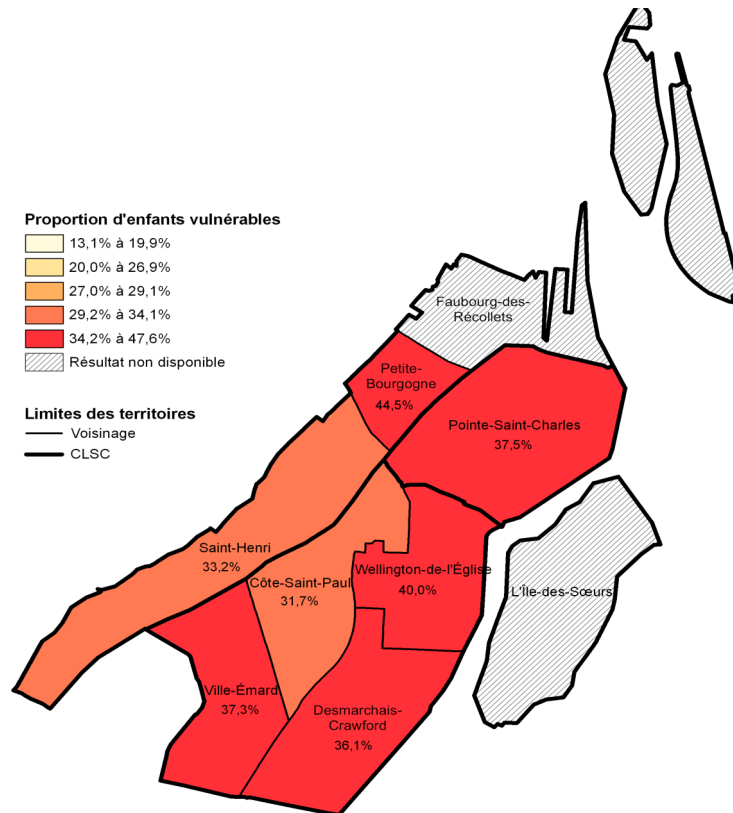 Proportion d'enfants vulnérables
13,1% à 19,9%
20,0% à 26,9%
27,0% à 29,1%
29,2% à 34,1%
34,2% à 47,6%
Résultat non disponible
Limites des territoires
Voisinage
CLSC
Faubourg-des-
Récollets
Petite-
Bourgogne
44,5%
Pointe-Saint-Charles
37,5%
Saint-Henri
33,2%
Côte-Saint-Paul
31,7%
Wellington-de-l'Église
40,0%
L'Île-des-Sœurs
Ville-Émard
37,3%
Desmarchais-
Crawford
36,1%